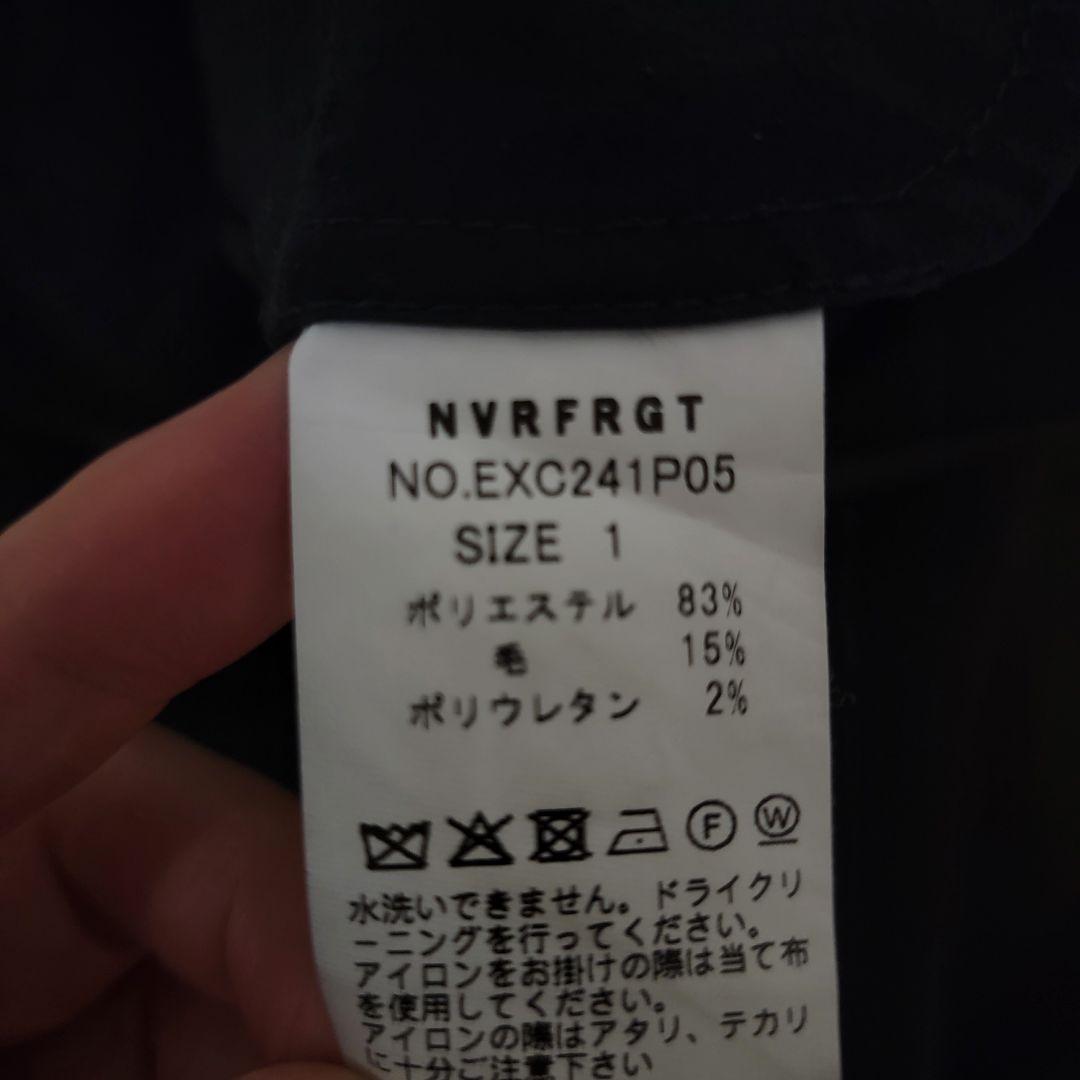 NVRFRGT
NO.EXC241P05
SIZE 1
ポリエステル 83%
毛 15%
ポリウレタン 2%
F W
水洗いできません。ドライクリ
ーニングを行ってください。
アイロンをお掛けの際は当て布
を使用してください。
アイロンの際はアタリ、テカリ
に十分ご注意下さい